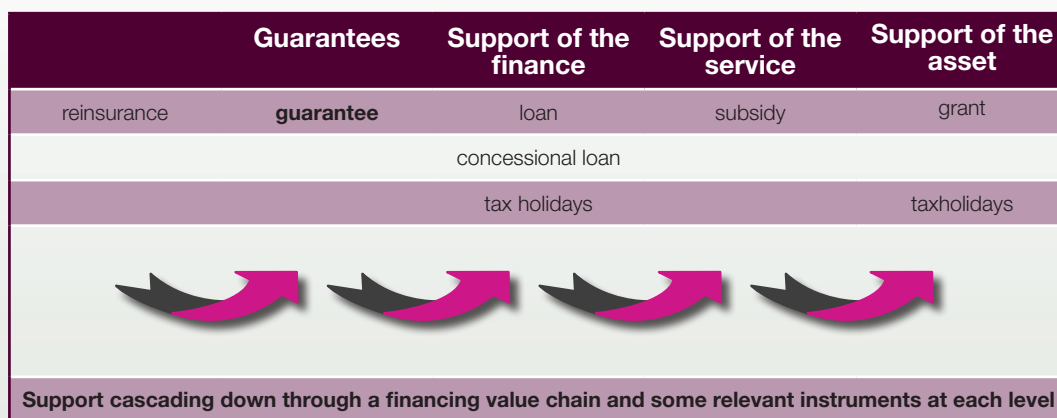 Guarantees
Support of the
finance
Support of the
service
Support of the
asset
reinsurance guarantee loan subsidy grant
concessional loan
tax holidays taxholidays
Support cascading down through a financing value chain and some relevant instruments at each level